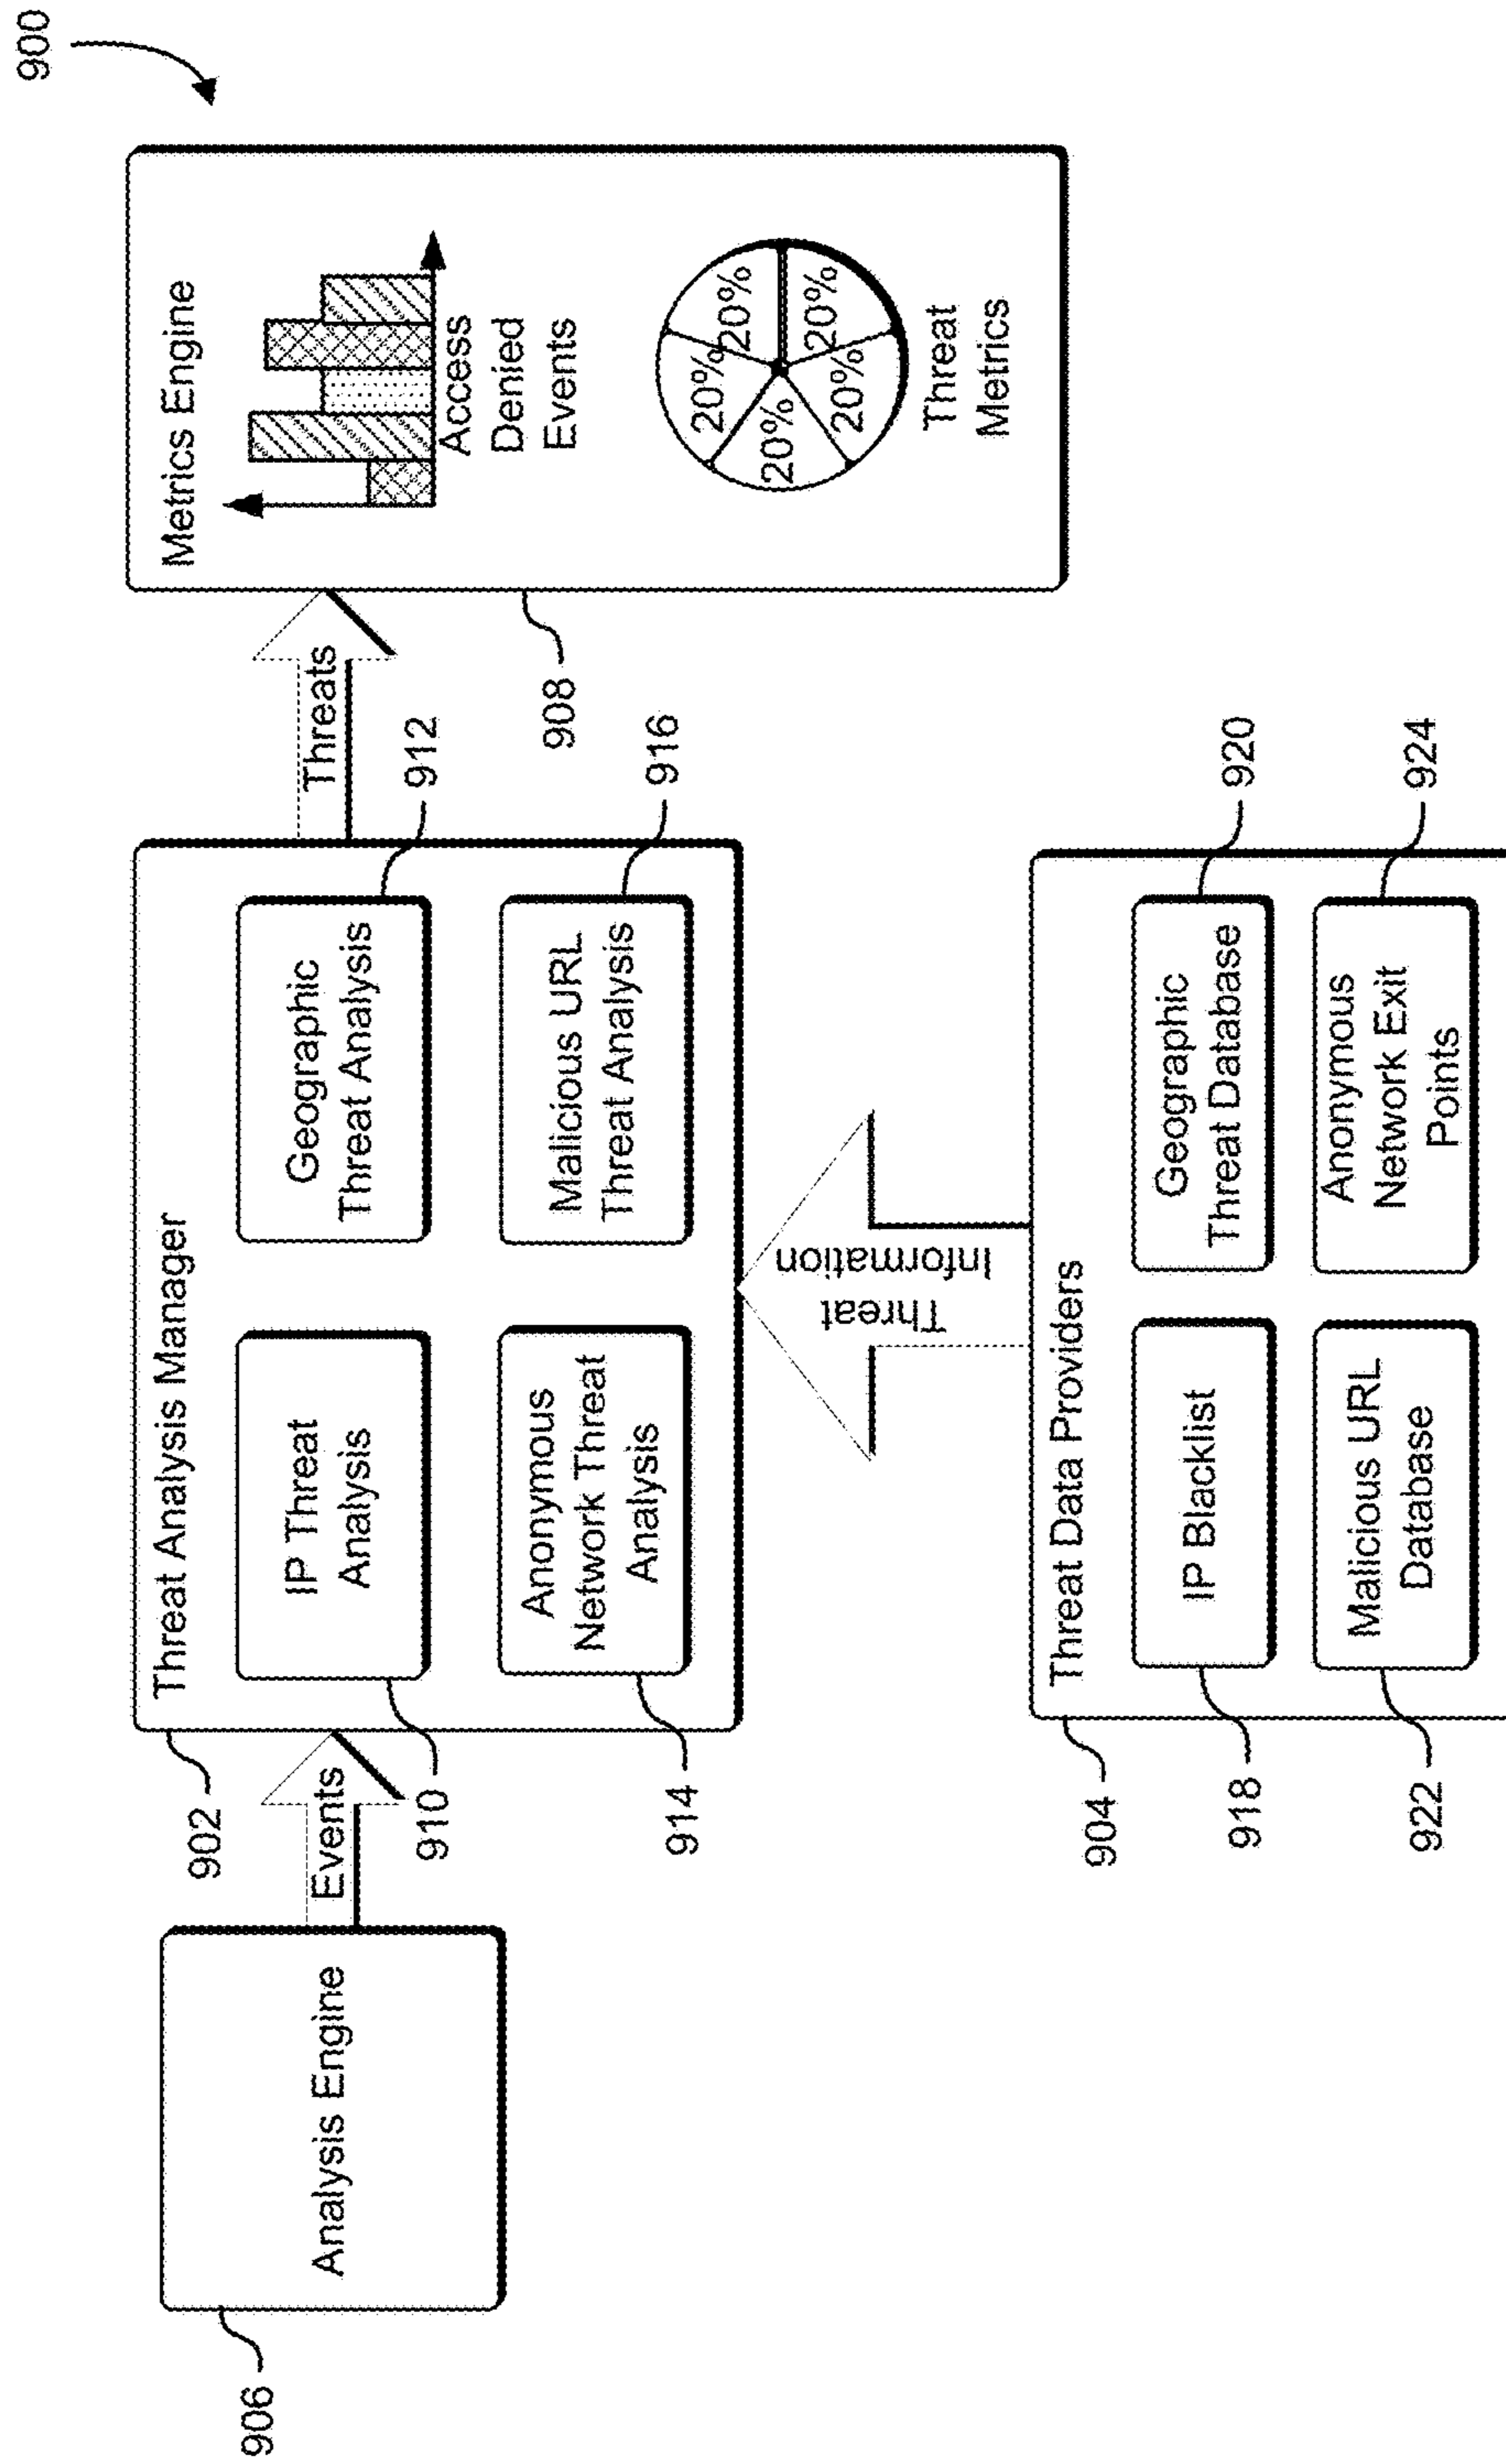 900
906
Analysis Engine
Events
902
Threat Analysis Manager
910
IP Threat
Analysis
Geographic
Threat Analysis
912
914
Anonymous
Network Threat
Analysis
Malicious URL
Threat Analysis
916
Threats
908
Metrics Engine
Access
Denied
Events
20%
20%
20%
20%
20%
Threat
Metrics
Threat
Information
904
Threat Data Providers
918
IP Blacklist
Geographic
Threat Database
920
922
Malicious URL
Database
Anonymous
Network Exit
Points
924